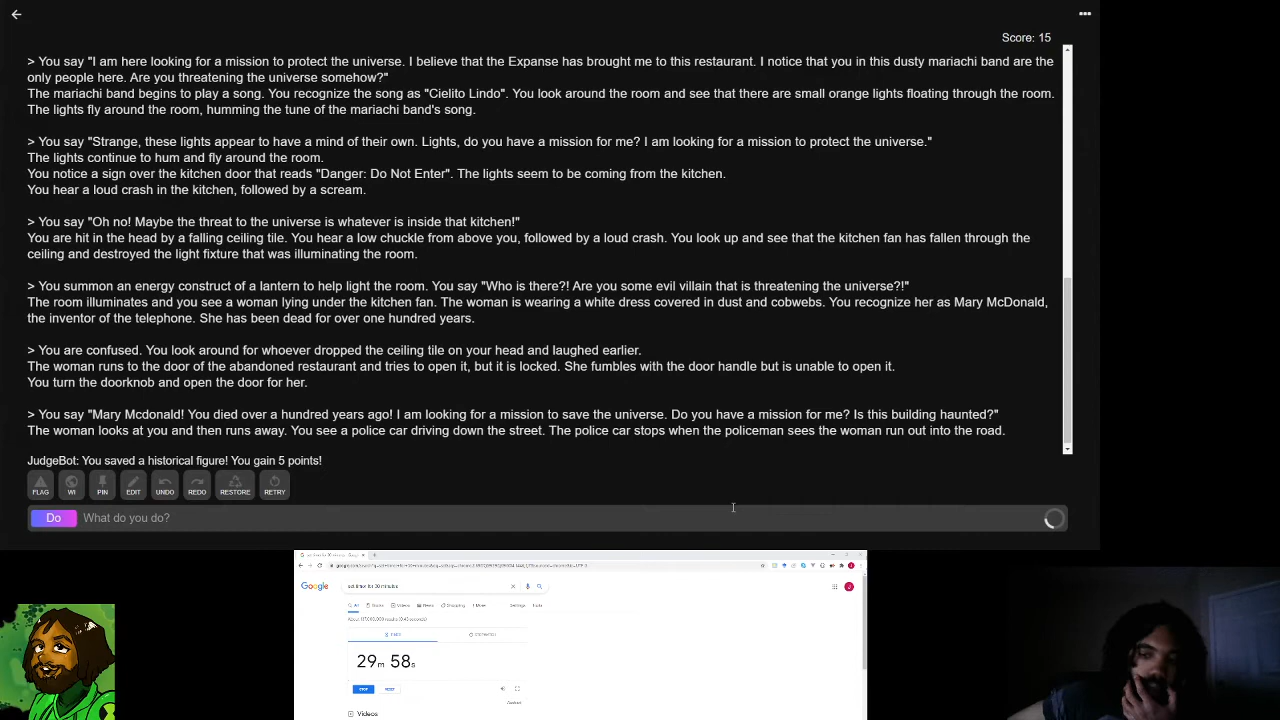 Score: 15
> You say "I am here looking for a mission to protect the universe. I believe that the Expanse has brought me to this restaurant. I notice that you in this dusty mariachi band are the
only people here. Are you threatening the universe somehow?"
The mariachi band begins to play a song. You recognize the song as "Cielito Lindo". You look around the room and see that there are small orange lights floating through the room.
The lights fly around the room, humming the tune of the mariachi band's song.
> You say "Strange, these lights appear to have a mind of their own. Lights, do you have a mission for me? I am looking for a mission to protect the universe."
The lights continue to hum and fly around the room.
You notice a sign over the kitchen door that reads "Danger: Do Not Enter". The lights seem to be coming from the kitchen.
You hear a loud crash in the kitchen, followed by a scream.
> You say "Oh no! Maybe the threat to the universe is whatever is inside that kitchen!"
You are hit in the head by a falling ceiling tile. You hear a low chuckle from above you, followed by a loud crash. You look up and see that the kitchen fan has fallen through the
ceiling and destroyed the light fixture that was illuminating the room.
> You summon an energy construct of a lantern to help light the room. You say "Who is there?! Are you some evil villain that is threatening the universe?!"
The room illuminates and you see a woman lying under the kitchen fan. The woman is wearing a white dress covered in dust and cobwebs. You recognize her as Mary McDonald,
the inventor of the telephone. She has been dead for over one hundred years.
> You are confused. You look around for whoever dropped the ceiling tile on your head and laughed earlier.
The woman runs to the door of the abandoned restaurant and tries to open it, but it is locked. She fumbles with the door handle but is unable to open it.
You turn the doorknob and open the door for her.
> You say "Mary Mcdonald! You died over a hundred years ago! I am looking for a mission to save the universe. Do you have a mission for me? Is this building haunted?"
The woman looks at you and then runs away. You see a police car driving down the street. The police car stops when the policeman sees the woman run out into the road.
JudgeBot: You saved a historical figure! You gain 5 points!
FLAG WI PIN EDIT UNDO REDO RESTORE RETRY
Do What do you do?
Google set timer for 30 minutes
All Videos News Shopping More Settings Tools
29m 58s
STOP RESET
Feedback
Videos